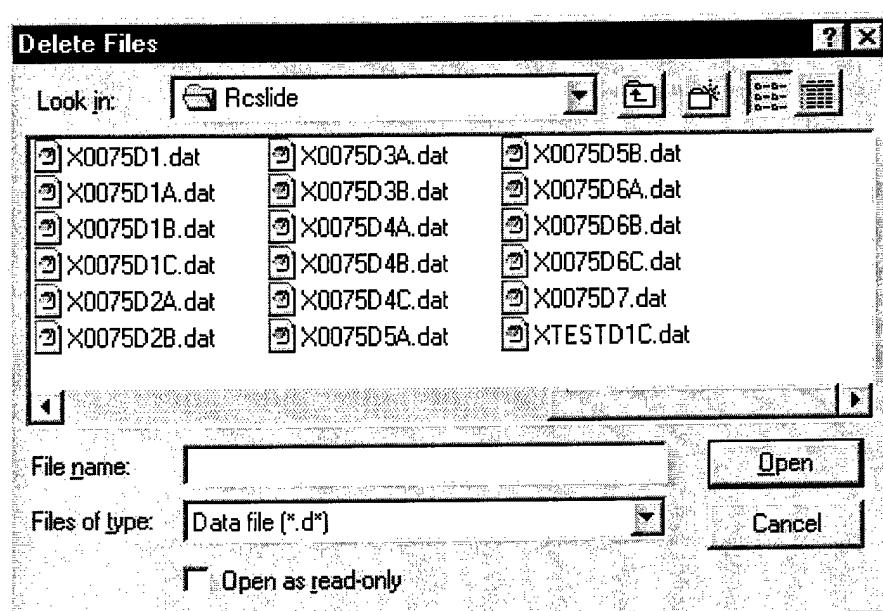 Delete Files
Look in: Rcslide
X0075D1.dat X0075D3A.dat X0075D5B.dat
X0075D1A.dat X0075D3B.dat X0075D6A.dat
X0075D1B.dat X0075D4A.dat X0075D6B.dat
X0075D1C.dat X0075D4B.dat X0075D6C.dat
X0075D2A.dat X0075D4C.dat X0075D7.dat
X0075D2B.dat X0075D5A.dat XTESTD1C.dat
File name: Open
Files of type: Data file (*.d*) Cancel
Open as read-only